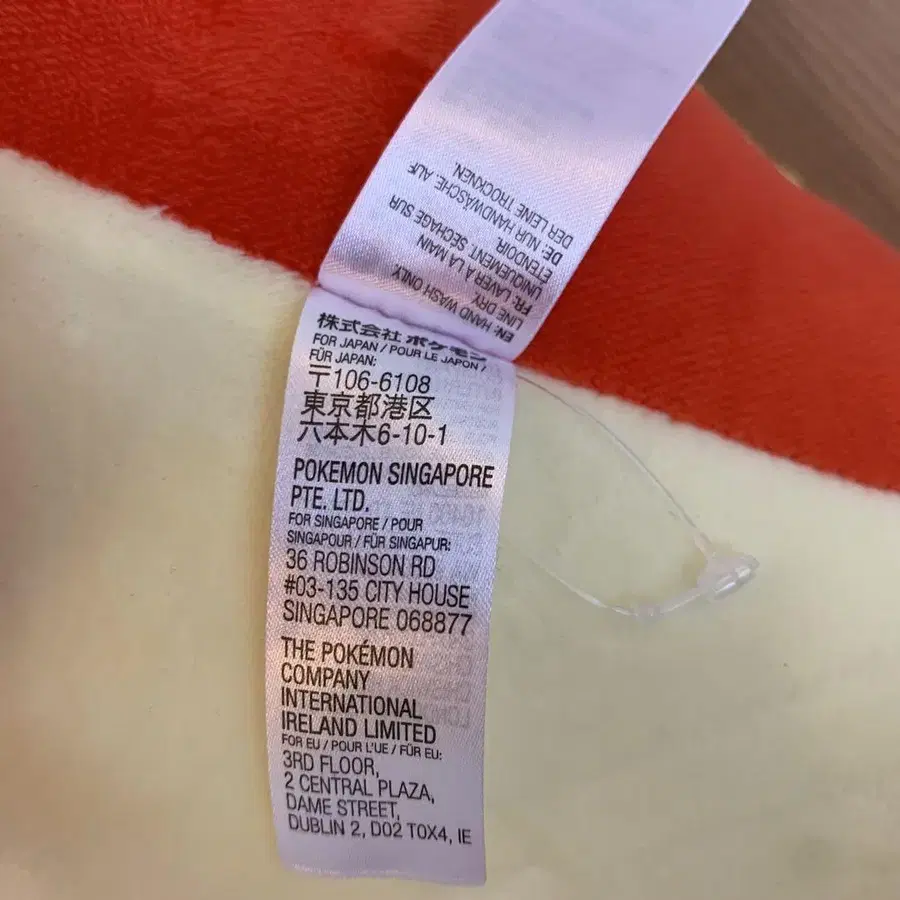 EN: HAND WASH ONLY.
LINE DRY.
FR: LAVER À LA MAIN
UNIQUEMENT SÉCHAGE SUR
ÉTENDOIR.
DE: NUR HANDWÄSCHE. AUF
DER LEINE TROCKNEN.
株式会社 ポケモン
FOR JAPAN / POUR LE JAPON /
FÜR JAPAN:
〒106-6108
東京都港区
六本木6-10-1
POKEMON SINGAPORE
PTE. LTD.
FOR SINGAPORE / POUR
SINGAPOUR / FÜR SINGAPUR:
36 ROBINSON RD
#03-135 CITY HOUSE
SINGAPORE 068877
THE POKÉMON
COMPANY
INTERNATIONAL
IRELAND LIMITED
FOR EU / POUR L'UE / FÜR EU:
3RD FLOOR,
2 CENTRAL PLAZA,
DAME STREET,
DUBLIN 2, D02 T0X4, IE